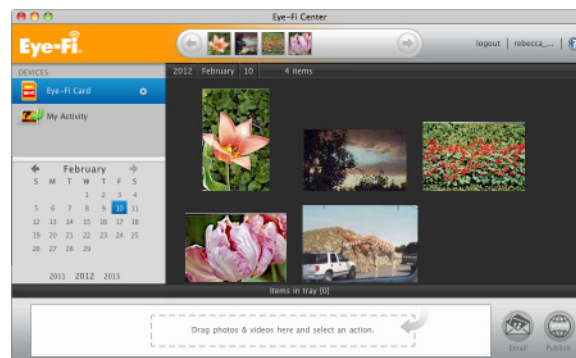 Eye-Fi Center
Eye-Fi
logout | rebecca_... |
DEVICES
2012 February 10 4 items
Eye-Fi Card
My Activity
February
S M T W T F S
1 2 3 4
5 6 7 8 9 10 11
12 13 14 15 16 17 18
19 20 21 22 23 24 25
26 27 28 29
2011 2012 2013
Items in tray [0]
Drag photos & videos here and select an action.
Email Publish